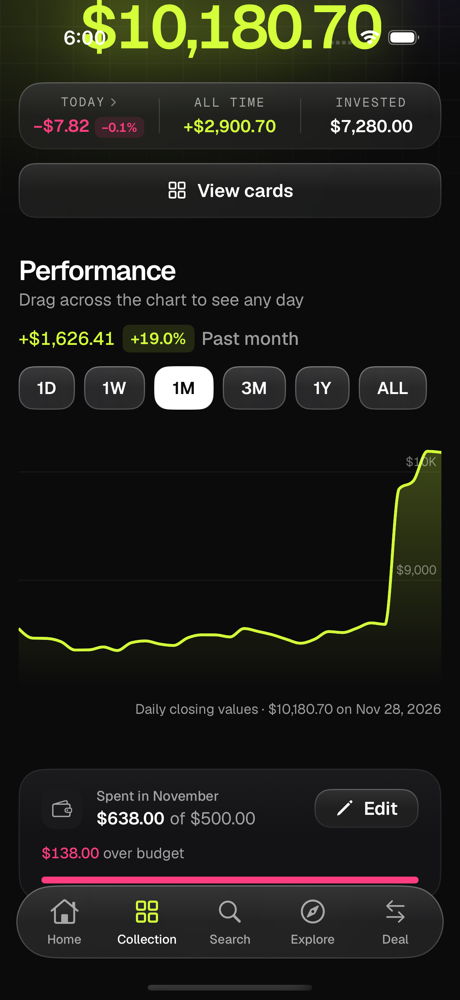 $10,180.70
6:00
TODAY >
ALL TIME
INVESTED
−$7.82 −0.1%
+$2,900.70
$7,280.00
View cards
Performance
Drag across the chart to see any day
+$1,626.41 +19.0% Past month
1D 1W 1M 3M 1Y ALL
$10K
$9,000
Daily closing values · $10,180.70 on Nov 28, 2026
Spent in November
$638.00 of $500.00
Edit
$138.00 over budget
Home Collection Search Explore Deal